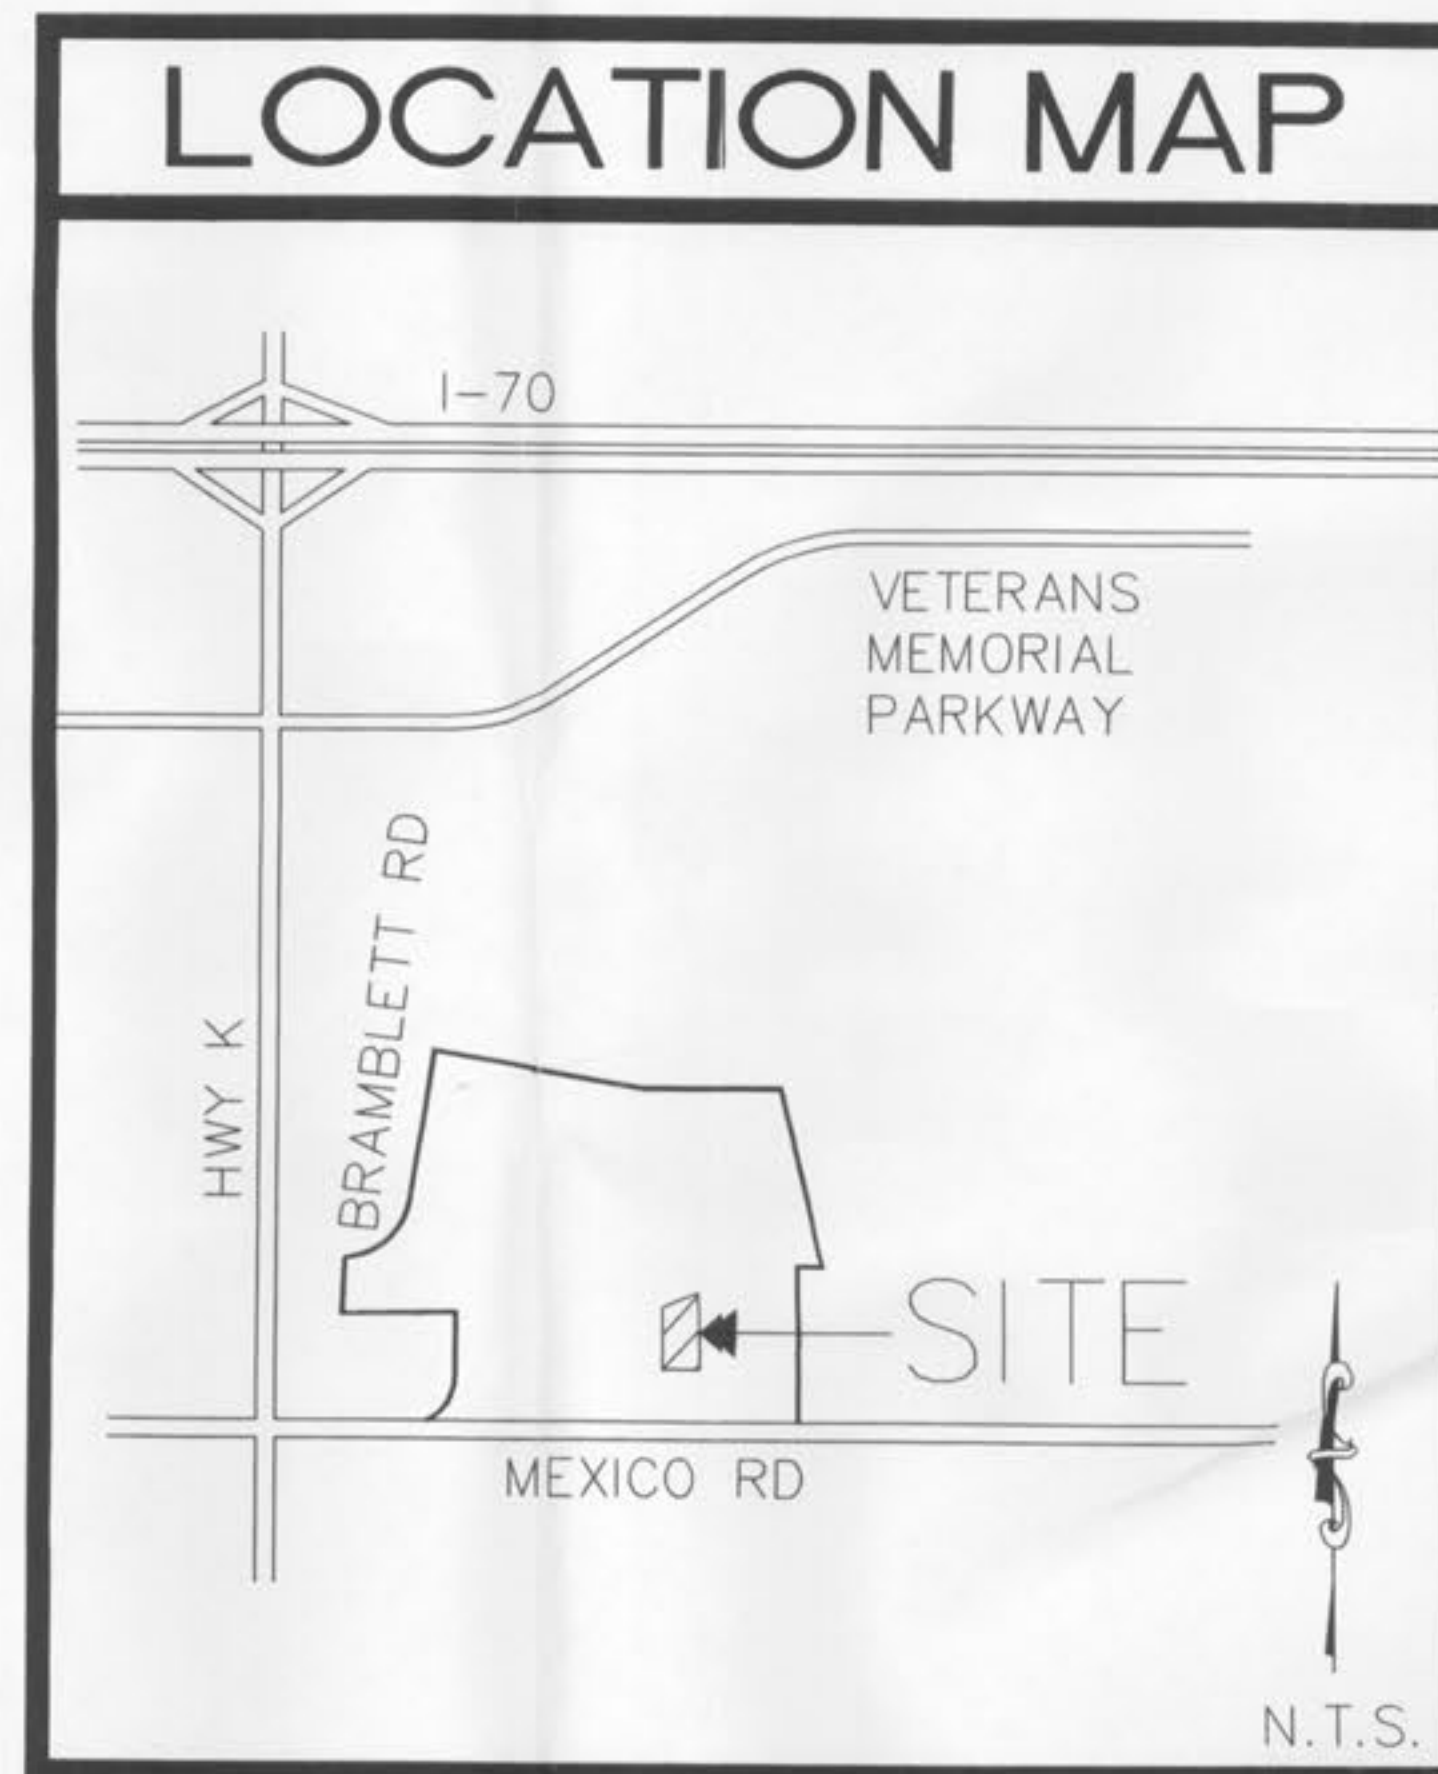 LOCATION MAP
I-70
VETERANS
MEMORIAL
PARKWAY
BRAMBLETT RD
HWY K
SITE
MEXICO RD
N.T.S.